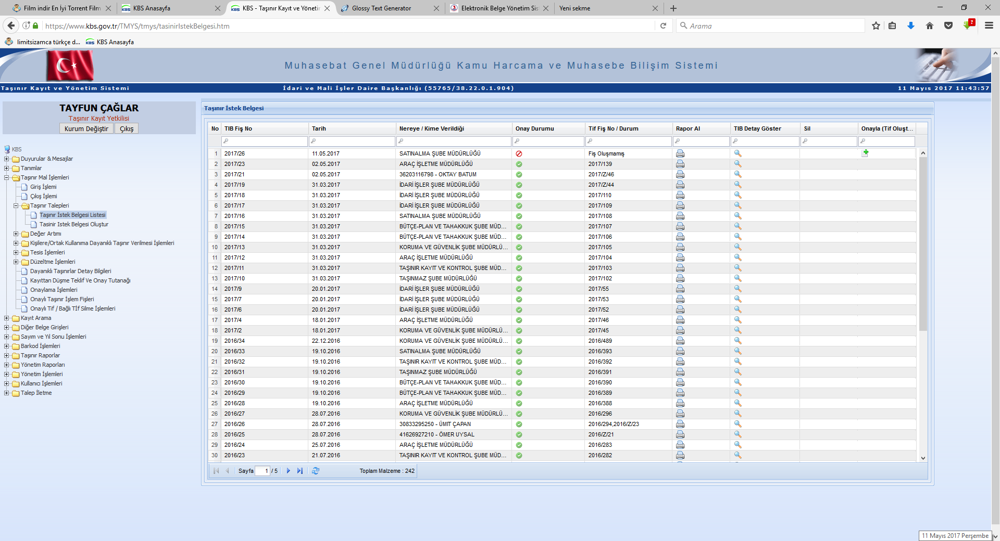 Film indir En İyi Torrent Film
KBS Anasayfa
KBS - Taşınır Kayıt ve Yönetim
Glossy Text Generator
Elektronik Belge Yönetim Sis
Yeni sekme
https://www.kbs.gov.tr/TMYS/tmys/tasinirIstekBelgesi.htm
Arama
limitsizamca türkçe d...
KBS Anasayfa
Muhasebat Genel Müdürlüğü Kamu Harcama ve Muhasebe Bilişim Sistemi
Taşınır Kayıt ve Yönetim Sistemi
İdari ve Mali İşler Daire Başkanlığı (55765/38.22.0.1.904)
11 Mayıs 2017 11:43:57
TAYFUN ÇAĞLAR
Taşınır Kayıt Yetkilisi
Kurum Değiştir Çıkış
KBS
Duyurular & Mesajlar
Tanımlar
Taşınır Mal İşlemleri
Giriş İşlemi
Çıkış İşlemi
Taşınır Talepleri
Taşınır İstek Belgesi Listesi
Tasinir Istek Belgesi Oluştur
Değer Artımı
Kişilere/Ortak Kullanıma Dayanıklı Taşınır Verilmesi İşlemleri
Tesis İşlemleri
Düzeltme İşlemleri
Dayanıklı Taşınırlar Detay Bilgileri
Kayıttan Düşme Teklif Ve Onay Tutanağı
Onaylama İşlemleri
Onaylı Taşınır İşlem Fişleri
Onaylı Tif / Bağlı Tİf Silme İşlemleri
Kayıt Arama
Diğer Belge Girişleri
Sayım ve Yıl Sonu İşlemleri
Barkod İşlemleri
Taşınır Raporlar
Yönetim Raporları
Yönetim İşlemleri
Kullanıcı İşlemleri
Talep İletme
Taşınır İstek Belgesi
No TIB Fiş No Tarih Nereye / Kime Verildiği Onay Durumu Tif Fiş No / Durum Rapor Al TIB Detay Göster Sil Onayla (Tif Oluşt...
1 2017/26 11.05.2017 SATINALMA ŞUBE MÜDÜRLÜĞÜ Fiş Oluşmamış
2 2017/23 02.05.2017 ARAÇ İŞLETME MÜDÜRLÜĞÜ 2017/139
3 2017/21 02.05.2017 36203116798 - OKTAY BATUM 2017/Z/46
4 2017/19 31.03.2017 İDARİ İŞLER ŞUBE MÜDÜRLÜĞÜ 2017/Z/44
5 2017/18 31.03.2017 İDARİ İŞLER ŞUBE MÜDÜRLÜĞÜ 2017/110
6 2017/17 31.03.2017 İDARİ İŞLER ŞUBE MÜDÜRLÜĞÜ 2017/109
7 2017/16 31.03.2017 SATINALMA ŞUBE MÜDÜRLÜĞÜ 2017/108
8 2017/15 31.03.2017 BÜTÇE-PLAN VE TAHAKKUK ŞUBE MÜD... 2017/107
9 2017/14 31.03.2017 BÜTÇE-PLAN VE TAHAKKUK ŞUBE MÜD... 2017/106
10 2017/13 31.03.2017 KORUMA VE GÜVENLİK ŞUBE MÜDÜRLÜ... 2017/105
11 2017/12 31.03.2017 ARAÇ İŞLETME MÜDÜRLÜĞÜ 2017/104
12 2017/11 31.03.2017 TAŞINIR KAYIT VE KONTROL ŞUBE MÜD... 2017/103
13 2017/10 31.03.2017 TAŞINMAZ ŞUBE MÜDÜRLÜĞÜ 2017/102
14 2017/9 20.01.2017 İDARİ İŞLER ŞUBE MÜDÜRLÜĞÜ 2017/55
15 2017/7 20.01.2017 İDARİ İŞLER ŞUBE MÜDÜRLÜĞÜ 2017/53
16 2017/6 20.01.2017 İDARİ İŞLER ŞUBE MÜDÜRLÜĞÜ 2017/52
17 2017/4 18.01.2017 ARAÇ İŞLETME MÜDÜRLÜĞÜ 2017/46
18 2017/2 18.01.2017 KORUMA VE GÜVENLİK ŞUBE MÜDÜRLÜ... 2017/45
19 2016/34 22.12.2016 KORUMA VE GÜVENLİK ŞUBE MÜDÜRLÜ... 2016/489
20 2016/33 19.10.2016 SATINALMA ŞUBE MÜDÜRLÜĞÜ 2016/393
21 2016/32 19.10.2016 TAŞINIR KAYIT VE KONTROL ŞUBE MÜD... 2016/392
22 2016/31 19.10.2016 TAŞINMAZ ŞUBE MÜDÜRLÜĞÜ 2016/391
23 2016/30 19.10.2016 BÜTÇE-PLAN VE TAHAKKUK ŞUBE MÜD... 2016/390
24 2016/29 19.10.2016 BÜTÇE-PLAN VE TAHAKKUK ŞUBE MÜD... 2016/389
25 2016/28 19.10.2016 ARAÇ İŞLETME MÜDÜRLÜĞÜ 2016/388
26 2016/27 28.07.2016 KORUMA VE GÜVENLİK ŞUBE MÜDÜRLÜ... 2016/296
27 2016/26 28.07.2016 30833295250 - ÜMİT ÇAPAN 2016/294,2016/Z/23
28 2016/25 28.07.2016 41626927210 - ÖMER UYSAL 2016/Z/21
29 2016/24 25.07.2016 ARAÇ İŞLETME MÜDÜRLÜĞÜ 2016/283
30 2016/23 21.07.2016 TAŞINIR KAYIT VE KONTROL ŞUBE MÜD... 2016/282
Sayfa 1 / 5 Toplam Malzeme : 242
11 Mayıs 2017 Perşembe